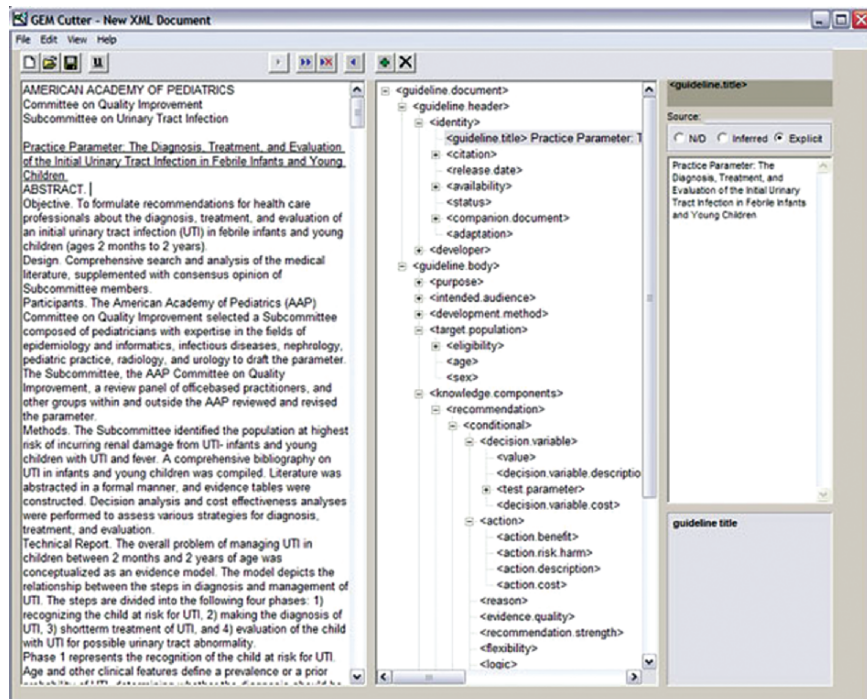 GEM Cutter - New XML Document
File Edit View Help
u
AMERICAN ACADEMY OF PEDIATRICS
Committee on Quality Improvement
Subcommittee on Urinary Tract Infection
Practice Parameter: The Diagnosis, Treatment, and Evaluation
of the Initial Urinary Tract Infection in Febrile Infants and Young
Children.
ABSTRACT.
Objective. To formulate recommendations for health care
professionals about the diagnosis, treatment, and evaluation of
an initial urinary tract infection (UTI) in febrile infants and young
children (ages 2 months to 2 years).
Design. Comprehensive search and analysis of the medical
literature, supplemented with consensus opinion of
Subcommittee members.
Participants. The American Academy of Pediatrics (AAP)
Committee on Quality Improvement selected a Subcommittee
composed of pediatricians with expertise in the fields of
epidemiology and informatics, infectious diseases, nephrology,
pediatric practice, radiology, and urology to draft the parameter.
The Subcommittee, the AAP Committee on Quality
Improvement, a review panel of officebased practitioners, and
other groups within and outside the AAP reviewed and revised
the parameter.
Methods. The Subcommittee identified the population at highest
risk of incurring renal damage from UTI- infants and young
children with UTI and fever. A comprehensive bibliography on
UTI in infants and young children was compiled. Literature was
abstracted in a formal manner, and evidence tables were
constructed. Decision analysis and cost effectiveness analyses
were performed to assess various strategies for diagnosis,
treatment, and evaluation.
Technical Report. The overall problem of managing UTI in
children between 2 months and 2 years of age was
conceptualized as an evidence model. The model depicts the
relationship between the steps in diagnosis and management of
UTI. The steps are divided into the following four phases: 1)
recognizing the child at risk for UTI, 2) making the diagnosis of
UTI, 3) shortterm treatment of UTI, and 4) evaluation of the child
with UTI for possible urinary tract abnormality.
Phase 1 represents the recognition of the child at risk for UTI.
Age and other clinical features define a prevalence or a prior
probability of UTI, determining whether the diagnosis should be
<guideline.document>
<guideline.header>
<identity>
<guideline.title> Practice Parameter: T
<citation>
<release.date>
<availability>
<status>
<companion.document>
<adaptation>
<developer>
<guideline.body>
<purpose>
<intended.audience>
<development.method>
<target.population>
<eligibility>
<age>
<sex>
<knowledge.components>
<recommendation>
<conditional>
<decision.variable>
<value>
<decision.variable.descriptio
<test.parameter>
<decision.variable.cost>
<action>
<action.benefit>
<action.risk.harm>
<action.description>
<action.cost>
<reason>
<evidence.quality>
<recommendation.strength>
<flexibility>
<logic>
<guideline.title>
Source:
N/D Inferred Explicit
Practice Parameter: The
Diagnosis, Treatment, and
Evaluation of the Initial Urinary
Tract Infection in Febrile Infants
and Young Children
guideline title